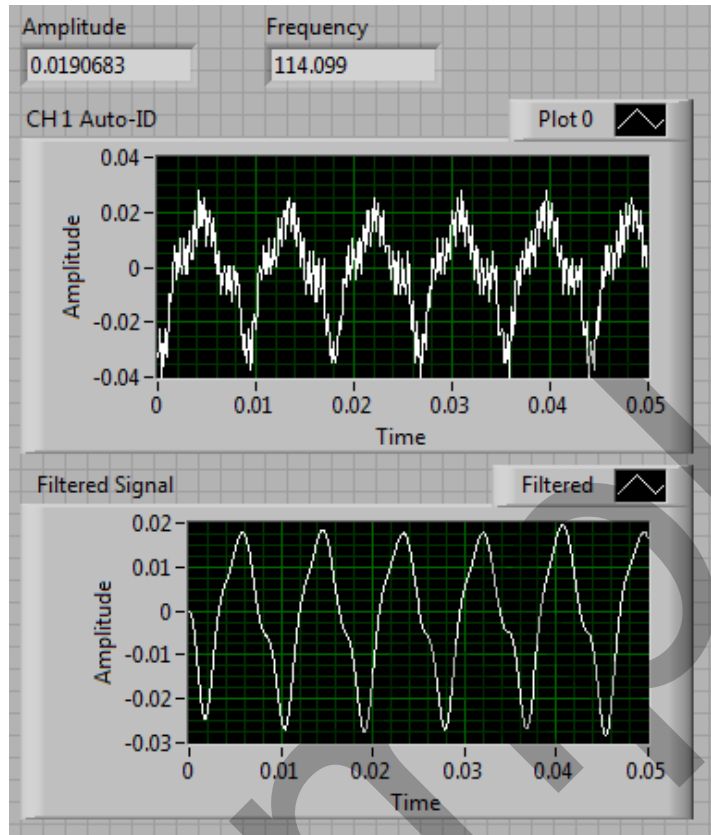 Amplitude Frequency
0.0190683 114.099
CH 1 Auto-ID Plot 0
0.04
0.02
0
-0.02
-0.04
Amplitude
0 0.01 0.02 0.03 0.04 0.05
Time
Filtered Signal Filtered
0.02
0.01
0
-0.01
-0.02
-0.03
Amplitude
0 0.01 0.02 0.03 0.04 0.05
Time